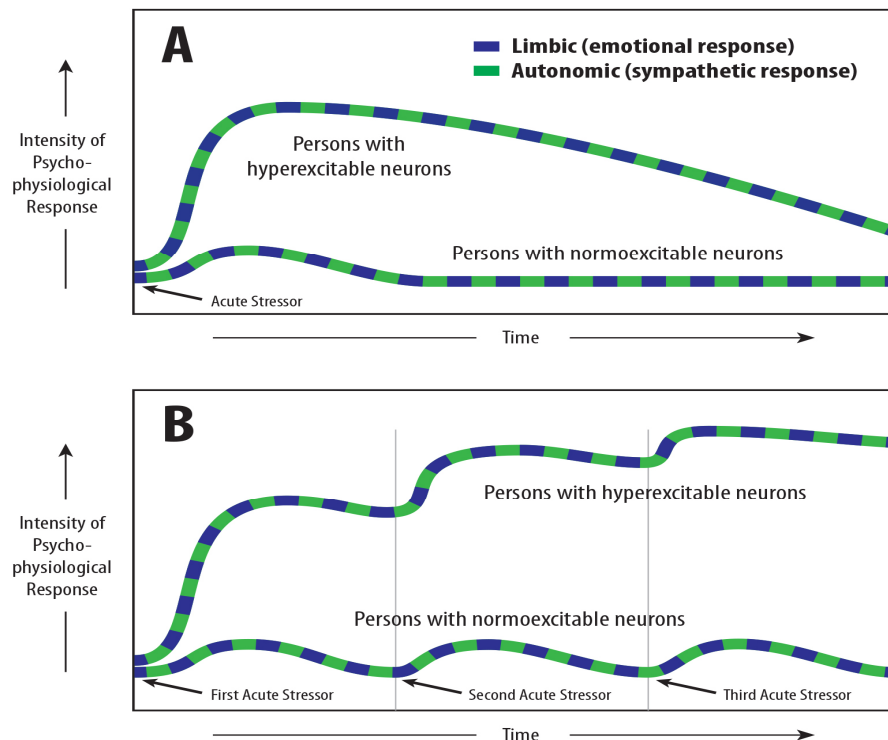 A
Limbic (emotional response)
Autonomic (sympathetic response)
Intensity of
Psycho-
physiological
Response
Persons with
hyperexcitable neurons
Persons with normoexcitable neurons
Acute Stressor
Time
B
Intensity of
Psycho-
physiological
Response
Persons with hyperexcitable neurons
Persons with normoexcitable neurons
First Acute Stressor
Second Acute Stressor
Third Acute Stressor
Time